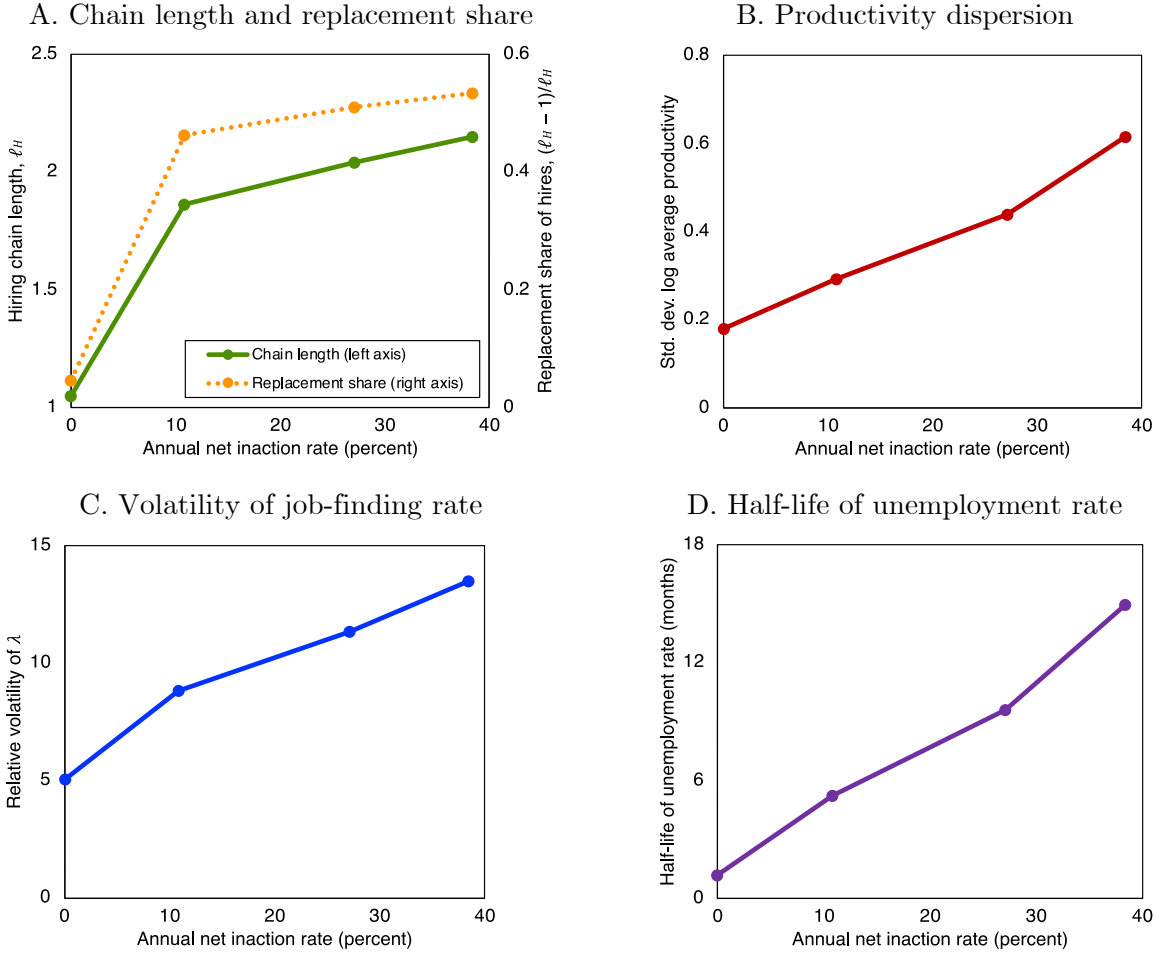 A. Chain length and replacement share
2.5
2
1.5
1
Hiring chain length, ℓH
0.6
0.4
0.2
0
Replacement share of hires, (ℓH − 1)/ℓH
Chain length (left axis)
Replacement share (right axis)
0 10 20 30 40
Annual net inaction rate (percent)
B. Productivity dispersion
0.8
0.6
0.4
0.2
0
Std. dev. log average productivity
0 10 20 30 40
Annual net inaction rate (percent)
C. Volatility of job-finding rate
15
10
5
0
Relative volatility of λ
0 10 20 30 40
Annual net inaction rate (percent)
D. Half-life of unemployment rate
18
12
6
0
Half-life of unemployment rate (months)
0 10 20 30 40
Annual net inaction rate (percent)